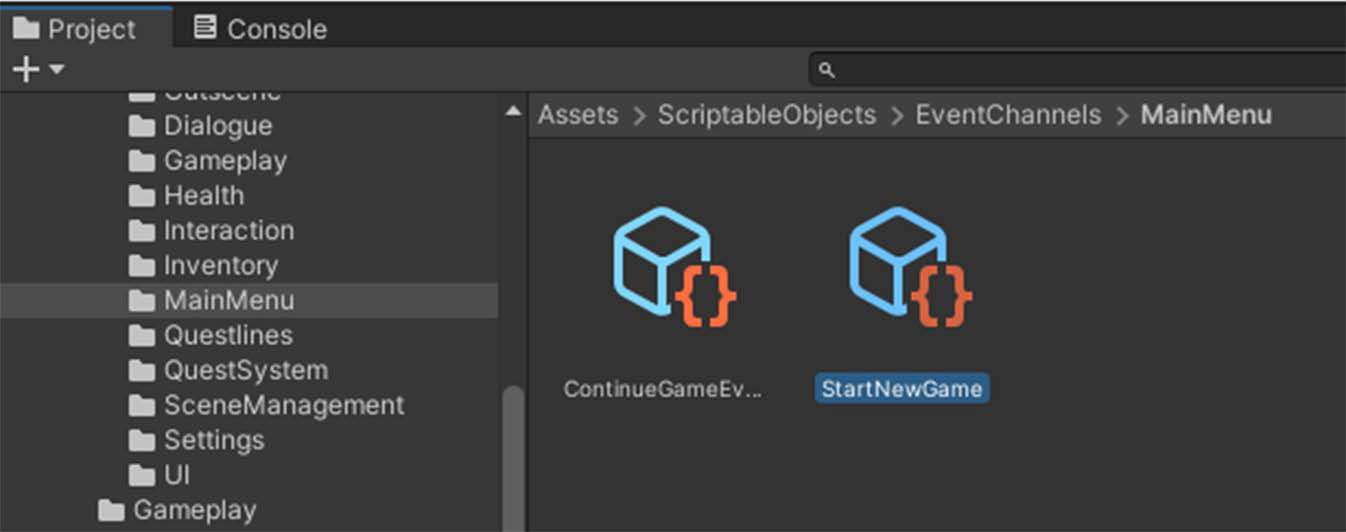 Project
Console
Assets > ScriptableObjects > EventChannels > MainMenu
Cutscene
Dialogue
Gameplay
Health
Interaction
Inventory
MainMenu
Questlines
QuestSystem
SceneManagement
Settings
UI
Gameplay
ContinueGameEv...
StartNewGame